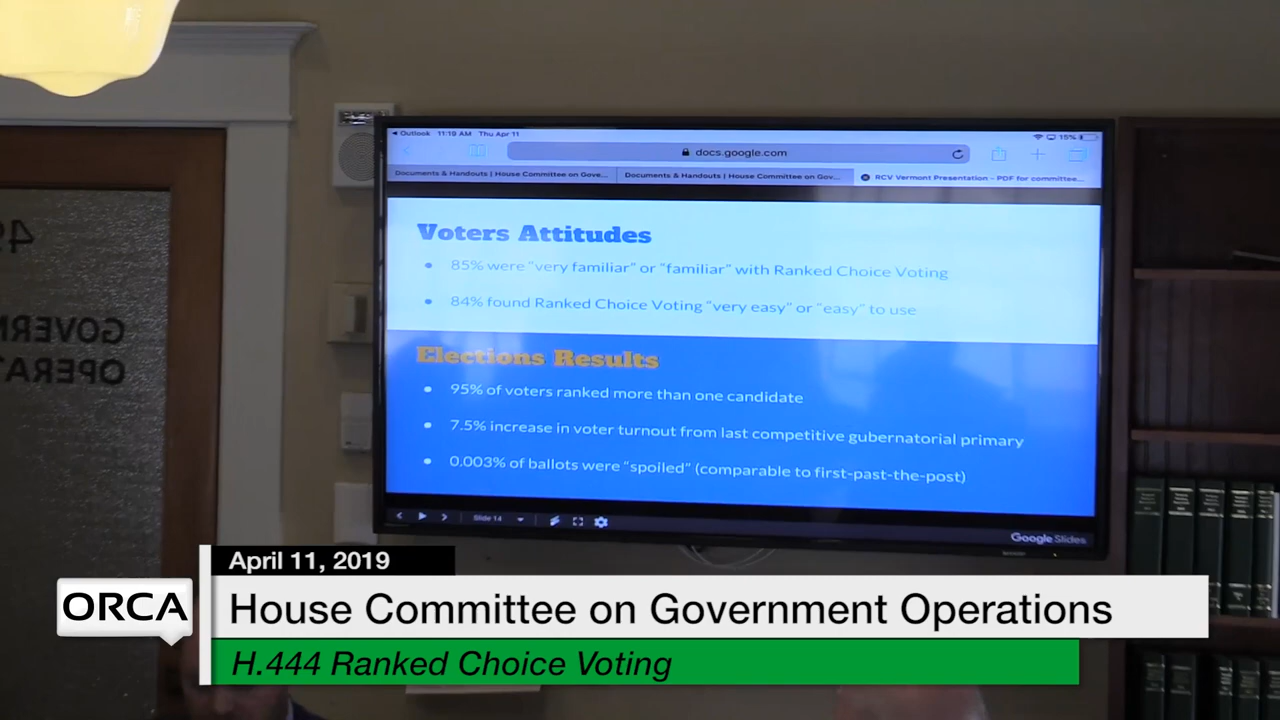 Outlook 11:19 AM Thu Apr 11
15%
docs.google.com
Documents & Handouts | House Committee on Gove...
Documents & Handouts | House Committee on Gov...
RCV Vermont Presentation - PDF for committee...
Voters Attitudes
• 85% were "very familiar" or "familiar" with Ranked Choice Voting
• 84% found Ranked Choice Voting "very easy" or "easy" to use
Elections Results
• 95% of voters ranked more than one candidate
• 7.5% increase in voter turnout from last competitive gubernatorial primary
• 0.003% of ballots were "spoiled" (comparable to first-past-the-post)
Slide 14
Google Slides
49
GOVERN
OPERA
April 11, 2019
ORCA
House Committee on Government Operations
H.444 Ranked Choice Voting